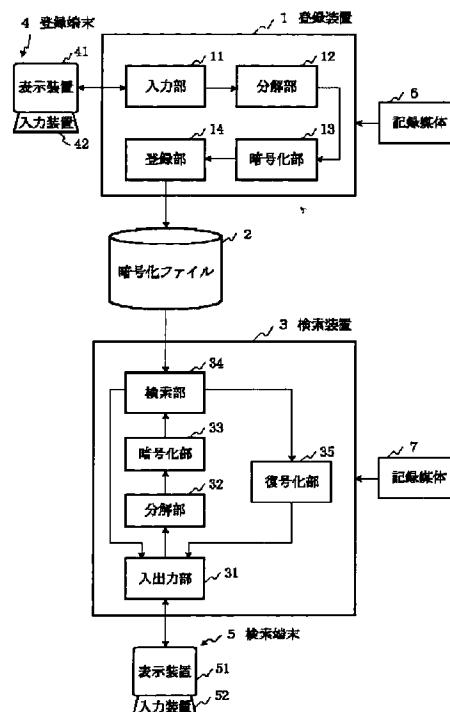 4 登録端末
41
表示装置
入力装置
42
1 登録装置
11
入力部
12
分解部
14
登録部
13
暗号化部
6
記録媒体
2
暗号化ファイル
3 検索装置
34
検索部
33
暗号化部
32
分解部
35
復号化部
31
入出力部
7
記録媒体
5 検索端末
表示装置
51
入力装置
52